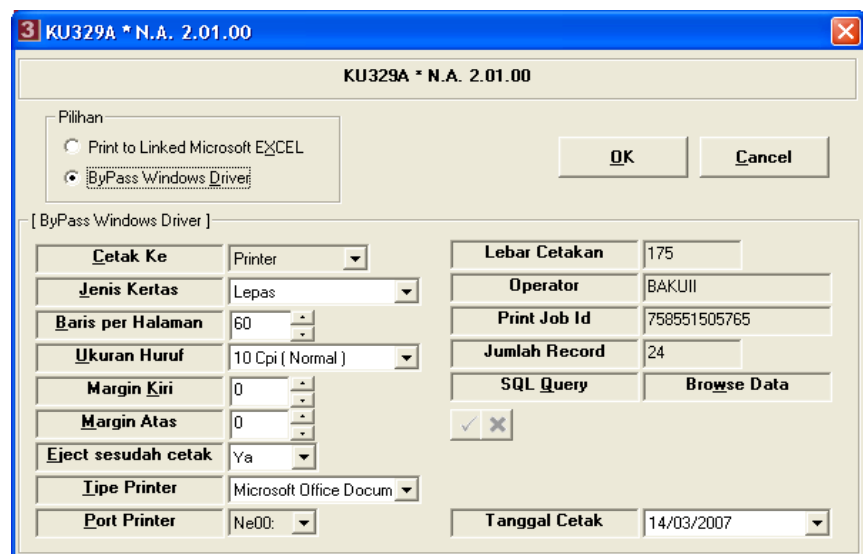 3 KU329A * N.A. 2.01.00
KU329A * N.A. 2.01.00
Pilihan
Print to Linked Microsoft EXCEL
ByPass Windows Driver
OK
Cancel
[ ByPass Windows Driver ]
Cetak Ke Printer
Jenis Kertas Lepas
Baris per Halaman 60
Ukuran Huruf 10 Cpi ( Normal )
Margin Kiri 0
Margin Atas 0
Eject sesudah cetak Ya
Tipe Printer Microsoft Office Docum
Port Printer Ne00:
Lebar Cetakan 175
Operator BAKUII
Print Job Id 758551505765
Jumlah Record 24
SQL Query Browse Data
Tanggal Cetak 14/03/2007